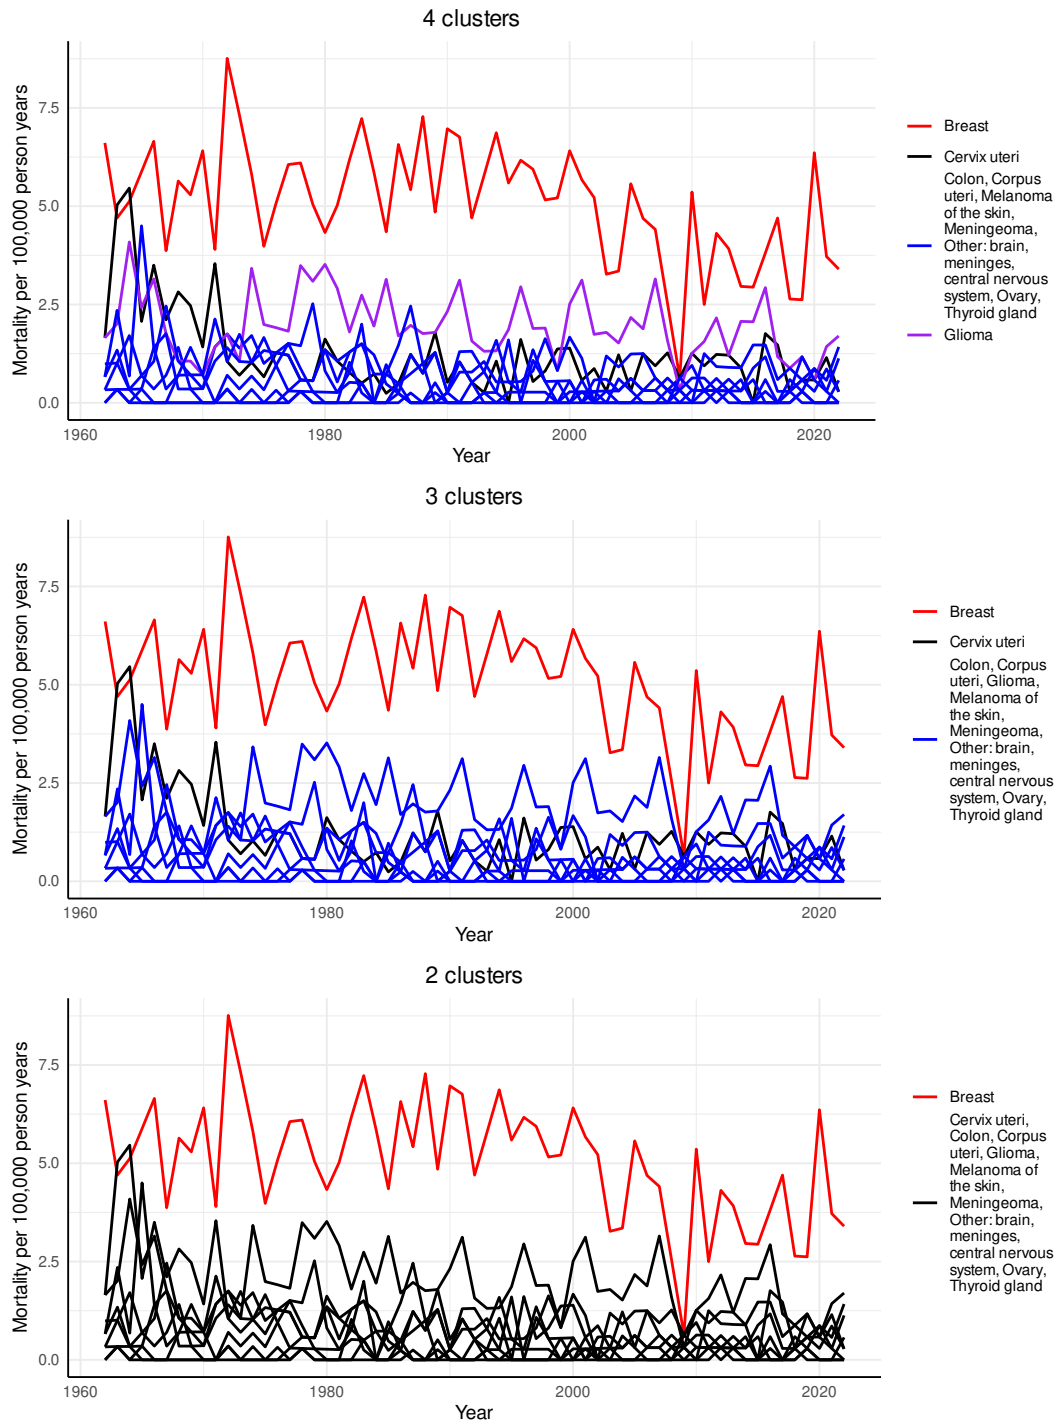 4 clusters
Mortality per 100,000 person years
7.5
5.0
2.5
0.0
1960
1980
2000
2020
Year
Breast
Cervix uteri
Colon, Corpus
uteri, Melanoma
of the skin,
Meningeoma,
Other: brain,
meninges,
central nervous
system, Ovary,
Thyroid gland
Glioma
3 clusters
Mortality per 100,000 person years
7.5
5.0
2.5
0.0
1960
1980
2000
2020
Year
Breast
Cervix uteri
Colon, Corpus
uteri, Glioma,
Melanoma of
the skin,
Meningeoma,
Other: brain,
meninges,
central nervous
system, Ovary,
Thyroid gland
2 clusters
Mortality per 100,000 person years
7.5
5.0
2.5
0.0
1960
1980
2000
2020
Year
Breast
Cervix uteri,
Colon, Corpus
uteri, Glioma,
Melanoma of
the skin,
Meningeoma,
Other: brain,
meninges,
central nervous
system, Ovary,
Thyroid gland